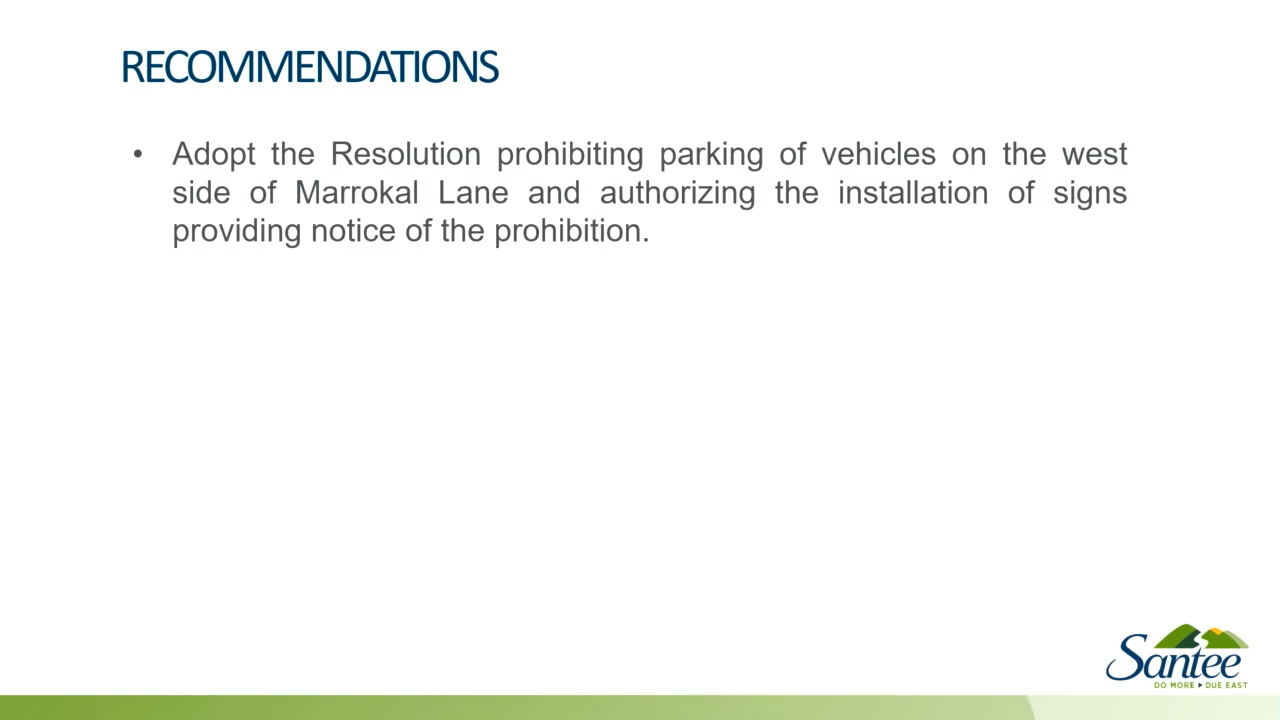 RECOMMENDATIONS
• Adopt the Resolution prohibiting parking of vehicles on the west
side of Marrokal Lane and authorizing the installation of signs
providing notice of the prohibition.
Santee
DO MORE ▸ DUE EAST